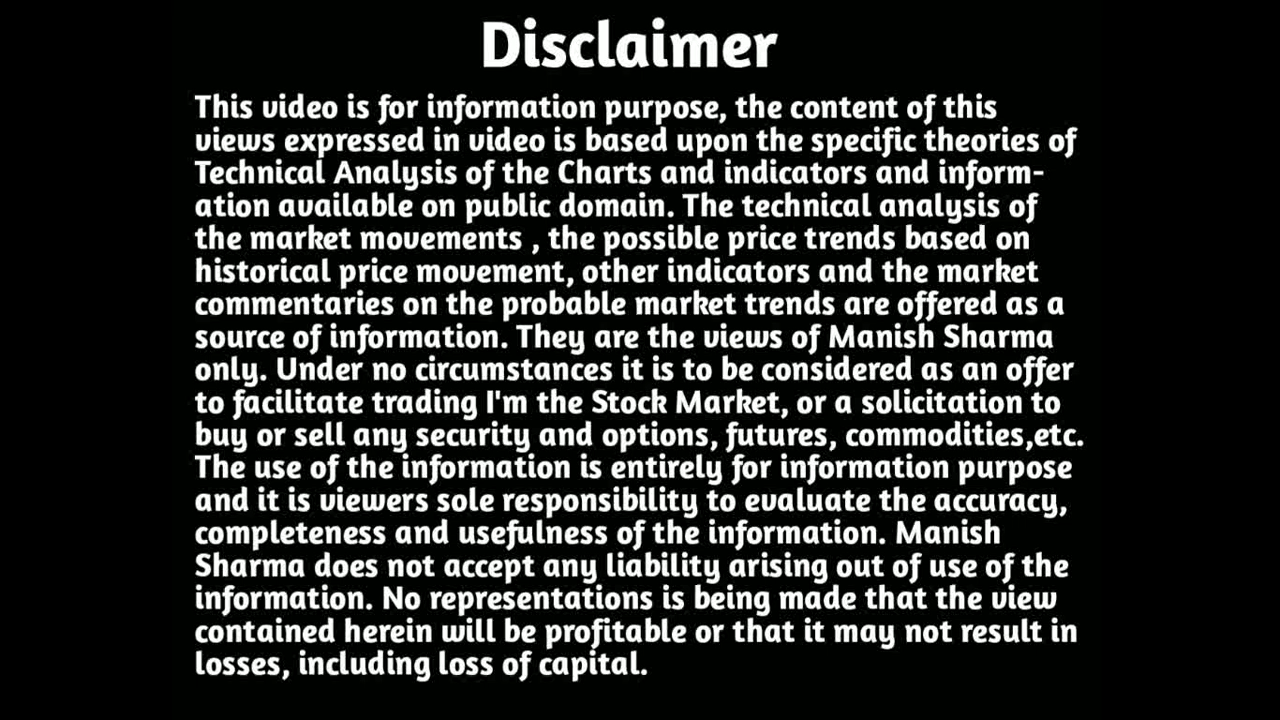 Disclaimer
This video is for information purpose, the content of this
views expressed in video is based upon the specific theories of
Technical Analysis of the Charts and indicators and inform-
ation available on public domain. The technical analysis of
the market movements , the possible price trends based on
historical price movement, other indicators and the market
commentaries on the probable market trends are offered as a
source of information. They are the views of Manish Sharma
only. Under no circumstances it is to be considered as an offer
to facilitate trading I'm the Stock Market, or a solicitation to
buy or sell any security and options, futures, commodities,etc.
The use of the information is entirely for information purpose
and it is viewers sole responsibility to evaluate the accuracy,
completeness and usefulness of the information. Manish
Sharma does not accept any liability arising out of use of the
information. No representations is being made that the view
contained herein will be profitable or that it may not result in
losses, including loss of capital.